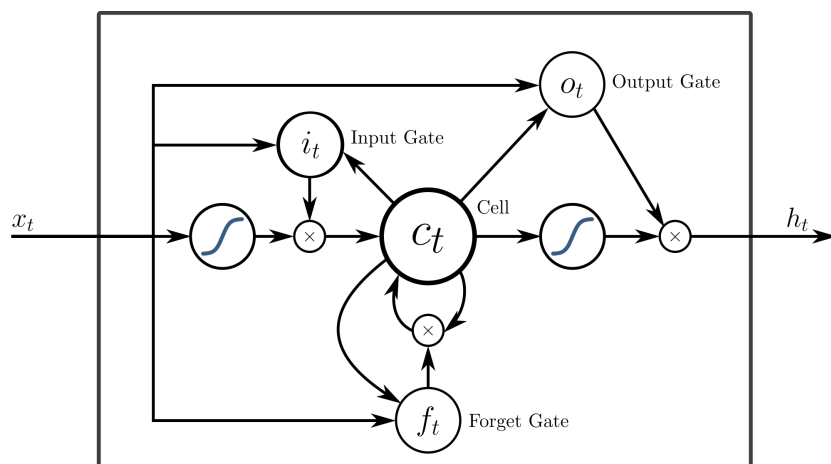 o_t Output Gate
i_t Input Gate
x_t
×
c_t
Cell
×
h_t
×
f_t Forget Gate